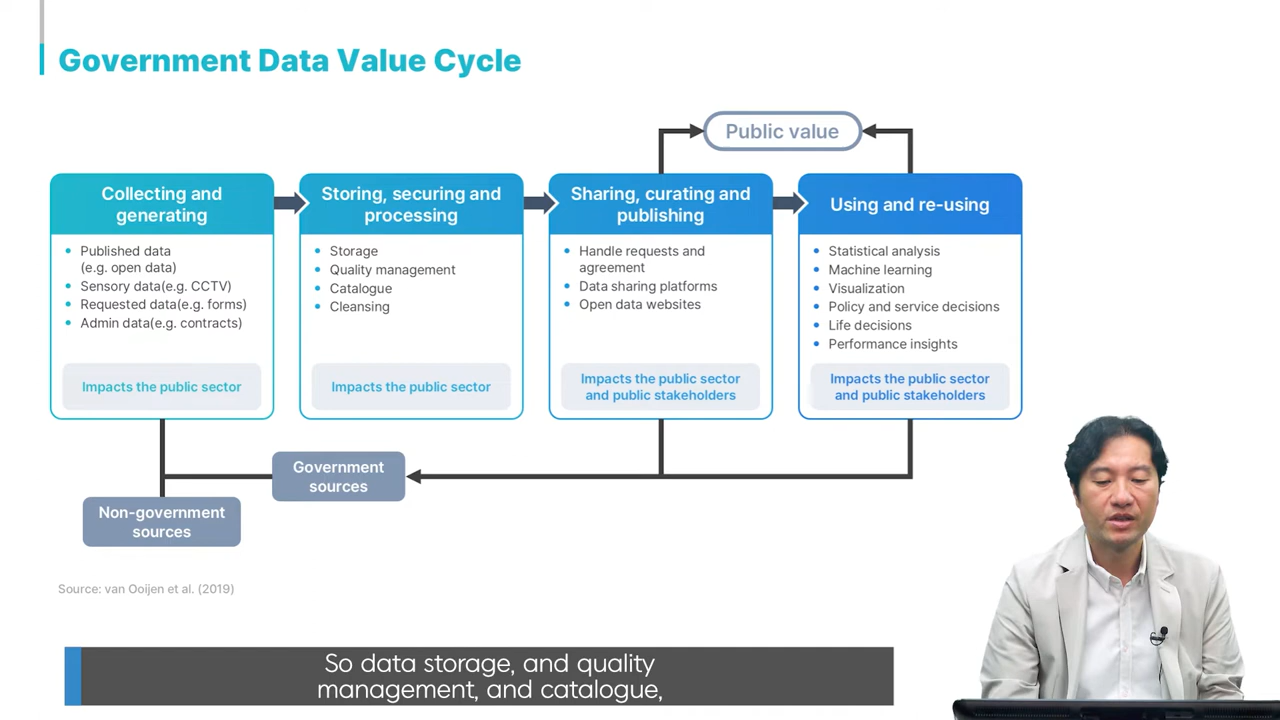 Government Data Value Cycle
Public value
Collecting and
generating
Published data
(e.g. open data)
Sensory data(e.g. CCTV)
Requested data(e.g. forms)
Admin data(e.g. contracts)
Impacts the public sector
Storing, securing and
processing
Storage
Quality management
Catalogue
Cleansing
Impacts the public sector
Sharing, curating and
publishing
Handle requests and
agreement
Data sharing platforms
Open data websites
Impacts the public sector
and public stakeholders
Using and re-using
Statistical analysis
Machine learning
Visualization
Policy and service decisions
Life decisions
Performance insights
Impacts the public sector
and public stakeholders
Government
sources
Non-government
sources
Source: van Ooijen et al. (2019)
So data storage, and quality
management, and catalogue,